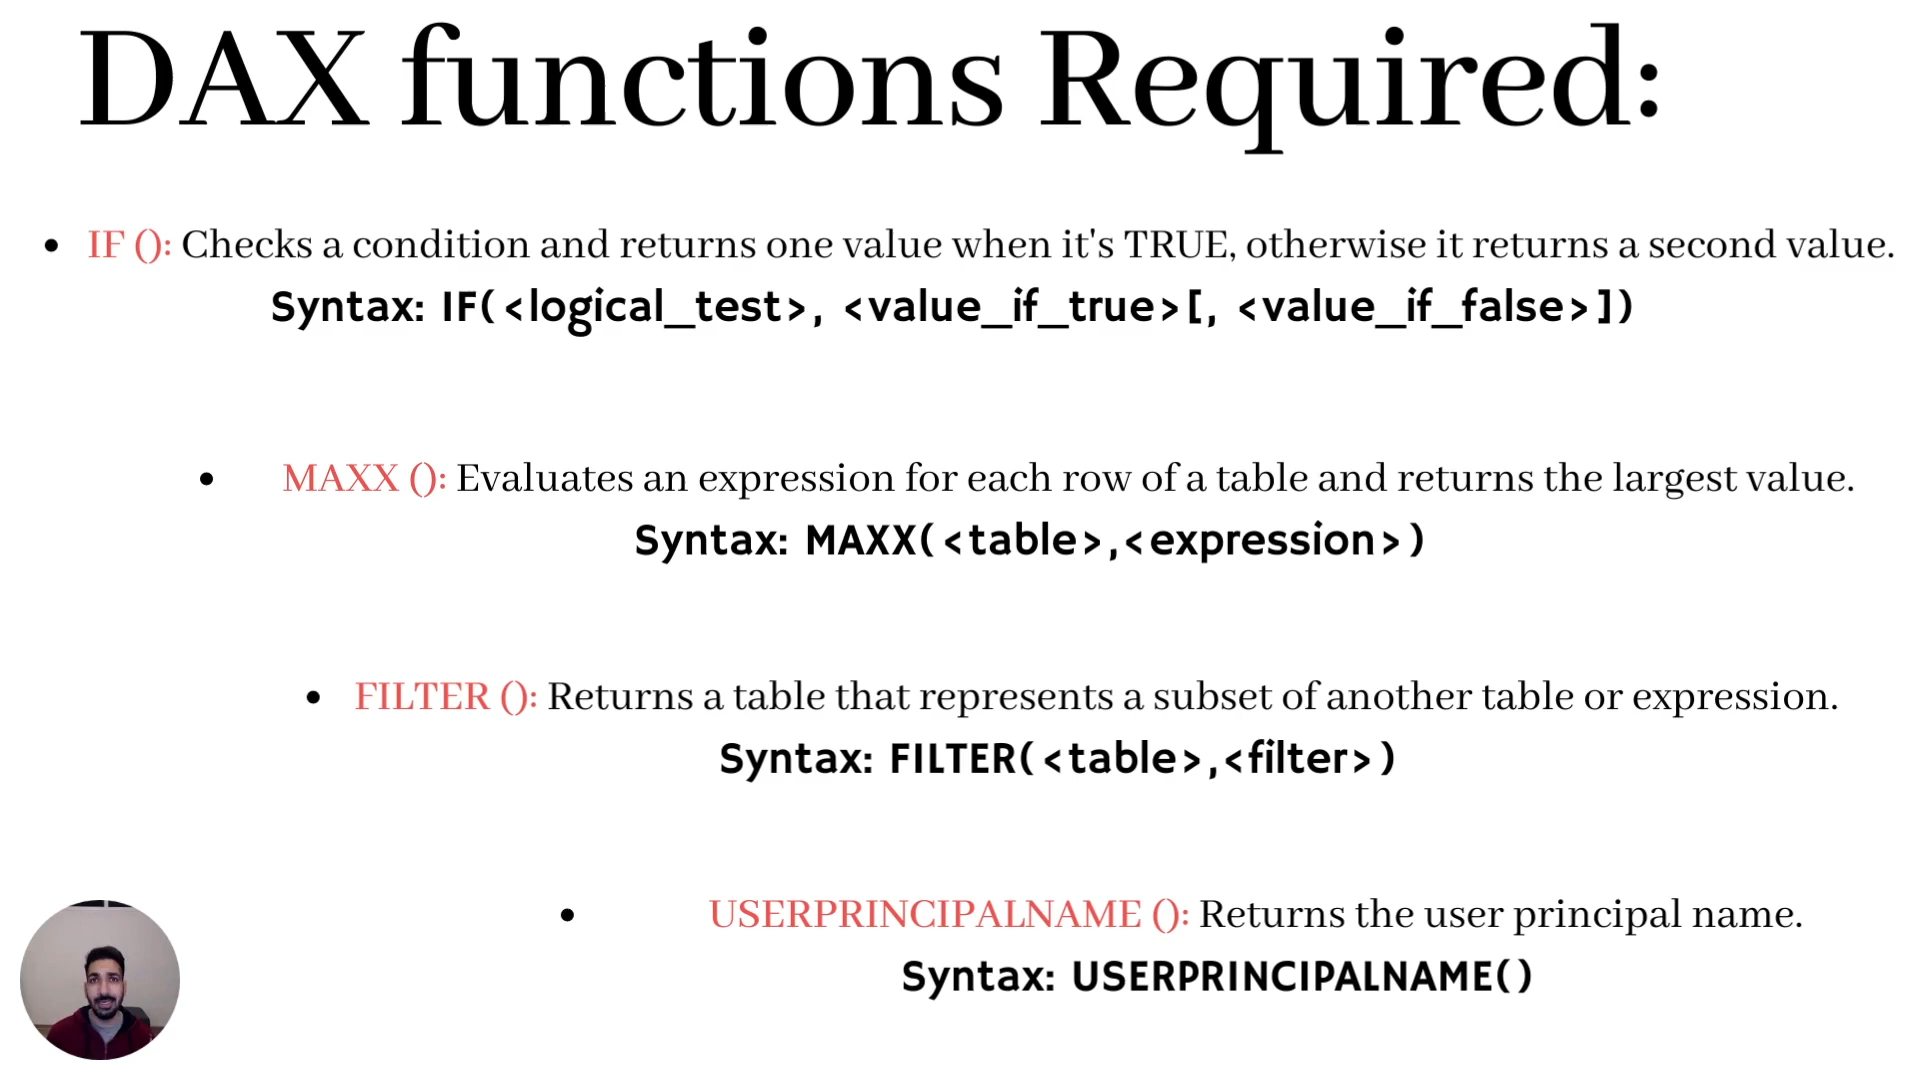 DAX functions Required:
• IF (): Checks a condition and returns one value when it's TRUE, otherwise it returns a second value.
Syntax: IF(<logical_test>, <value_if_true>[, <value_if_false>])
• MAXX (): Evaluates an expression for each row of a table and returns the largest value.
Syntax: MAXX(<table>,<expression>)
• FILTER (): Returns a table that represents a subset of another table or expression.
Syntax: FILTER(<table>,<filter>)
• USERPRINCIPALNAME (): Returns the user principal name.
Syntax: USERPRINCIPALNAME()